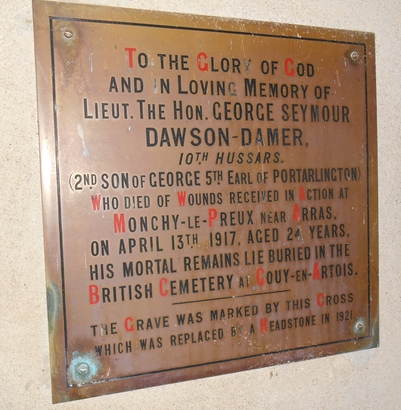 TO THE GLORY OF GOD
AND IN LOVING MEMORY OF
LIEUT. THE HON. GEORGE SEYMOUR
DAWSON-DAMER,
10TH HUSSARS.
(2ND SON OF GEORGE 5TH EARL OF PORTARLINGTON)
WHO DIED OF WOUNDS RECEIVED IN ACTION AT
MONCHY-LE-PREUX NEAR ARRAS,
ON APRIL 13TH, 1917, AGED 24 YEARS.
HIS MORTAL REMAINS LIE BURIED IN THE
BRITISH CEMETERY AT GOUY-EN-ARTOIS.
THE GRAVE WAS MARKED BY THIS CROSS
WHICH WAS REPLACED BY A HEADSTONE IN 1921.